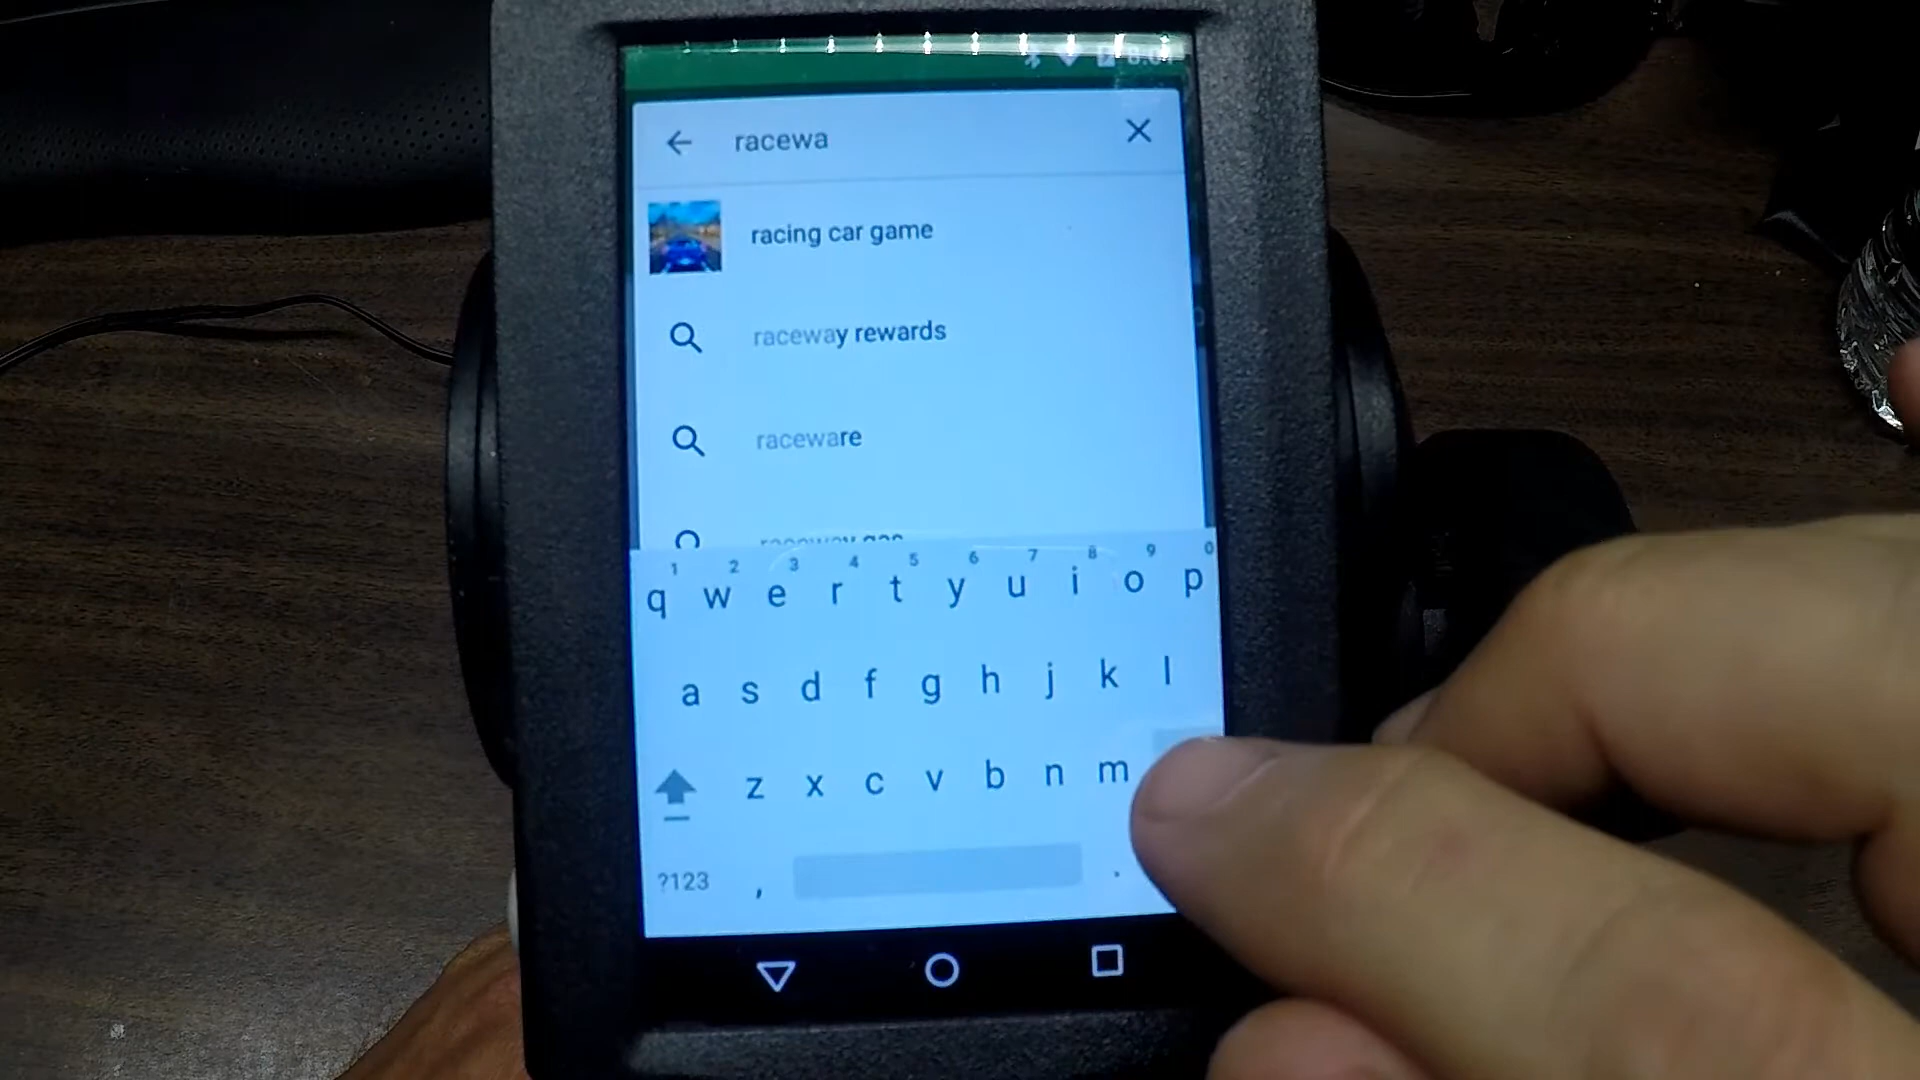 racewa
racing car game
raceway rewards
raceware
1 2 3 4 5 6 7 8 9 0
q w e r t y u i o p
a s d f g h j k l
z x c v b n m
?123 , .